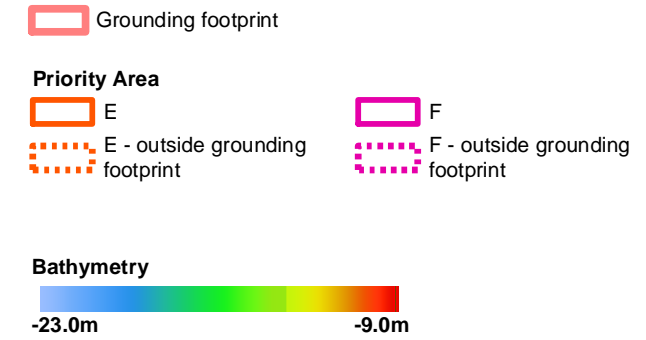 Grounding footprint
Priority Area
E
F
E - outside grounding
footprint
F - outside grounding
footprint
Bathymetry
-23.0m
-9.0m